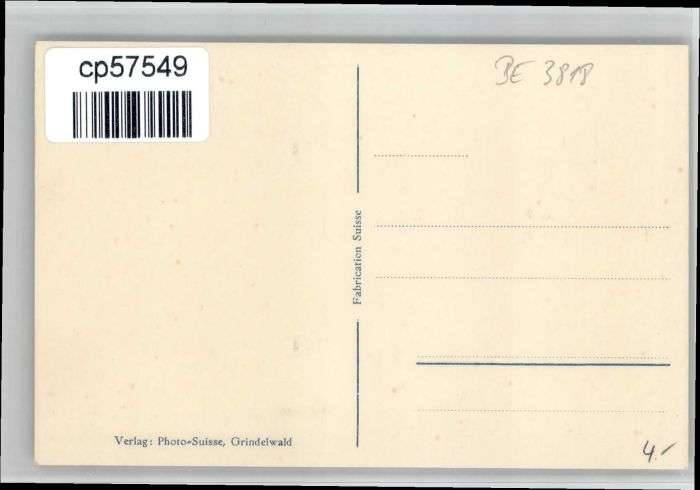 cp57549
BE 3818
Fabrication Suisse
Verlag: Photo-Suisse, Grindelwald
4.-